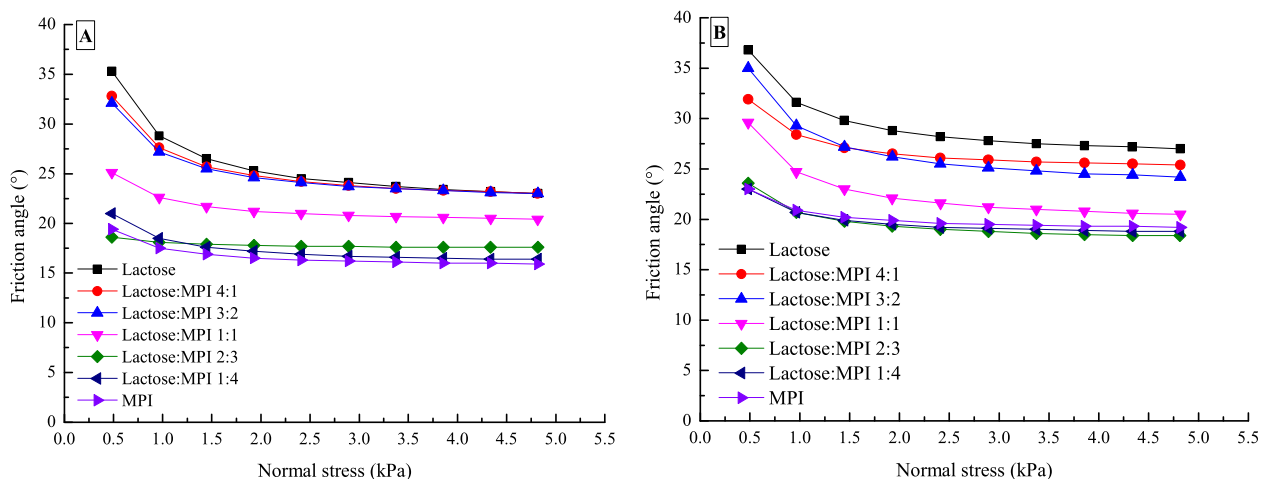 A
Friction angle (°)
40
35
30
25
20
15
10
5
0
Lactose
Lactose:MPI 4:1
Lactose:MPI 3:2
Lactose:MPI 1:1
Lactose:MPI 2:3
Lactose:MPI 1:4
MPI
0.0 0.5 1.0 1.5 2.0 2.5 3.0 3.5 4.0 4.5 5.0 5.5
Normal stress (kPa)
B
Friction angle (°)
40
35
30
25
20
15
10
5
0
Lactose
Lactose:MPI 4:1
Lactose:MPI 3:2
Lactose:MPI 1:1
Lactose:MPI 2:3
Lactose:MPI 1:4
MPI
0.0 0.5 1.0 1.5 2.0 2.5 3.0 3.5 4.0 4.5 5.0 5.5
Normal stress (kPa)